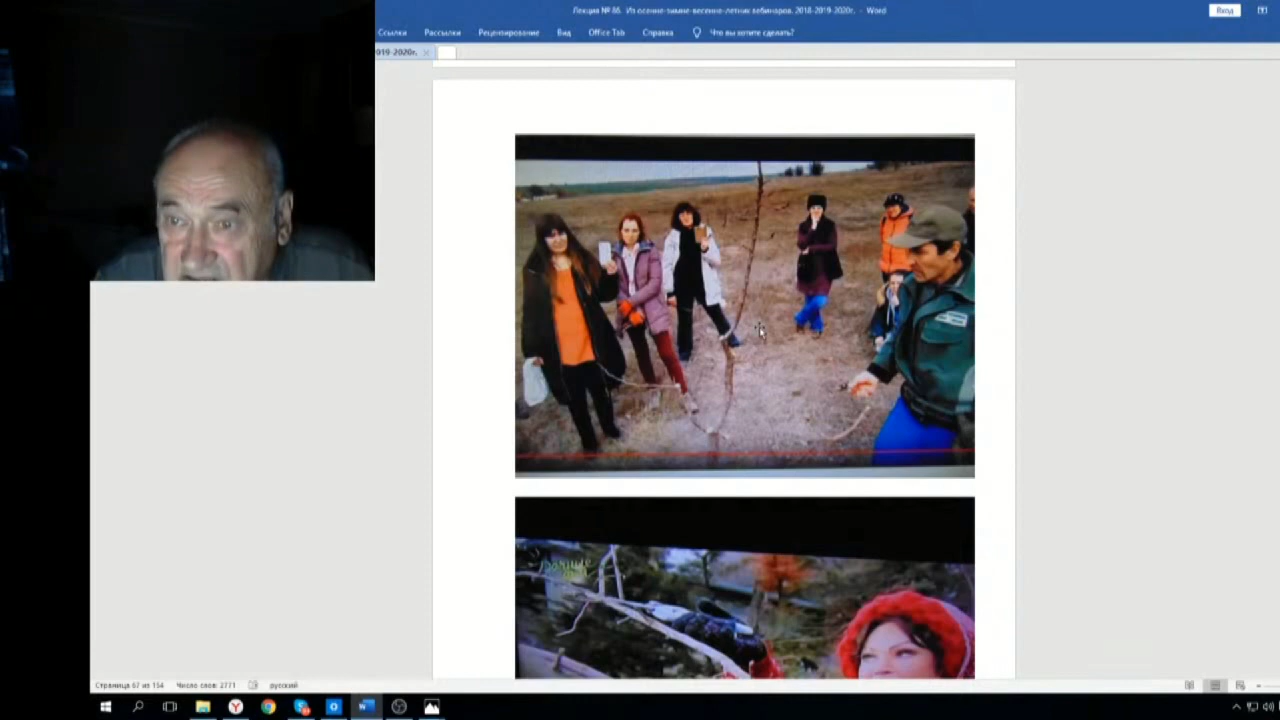 Лекция № 86. Из осенне-зимне-весенне-летник вебинаров. 2018-2019-2020г. - Word
Вход
Ссылки Рассылки Рецензирование Вид Office Tab Справка Что вы хотите сделать?
019-2020г. ×
Страница 67 из 154 Число слов: 2771 русский